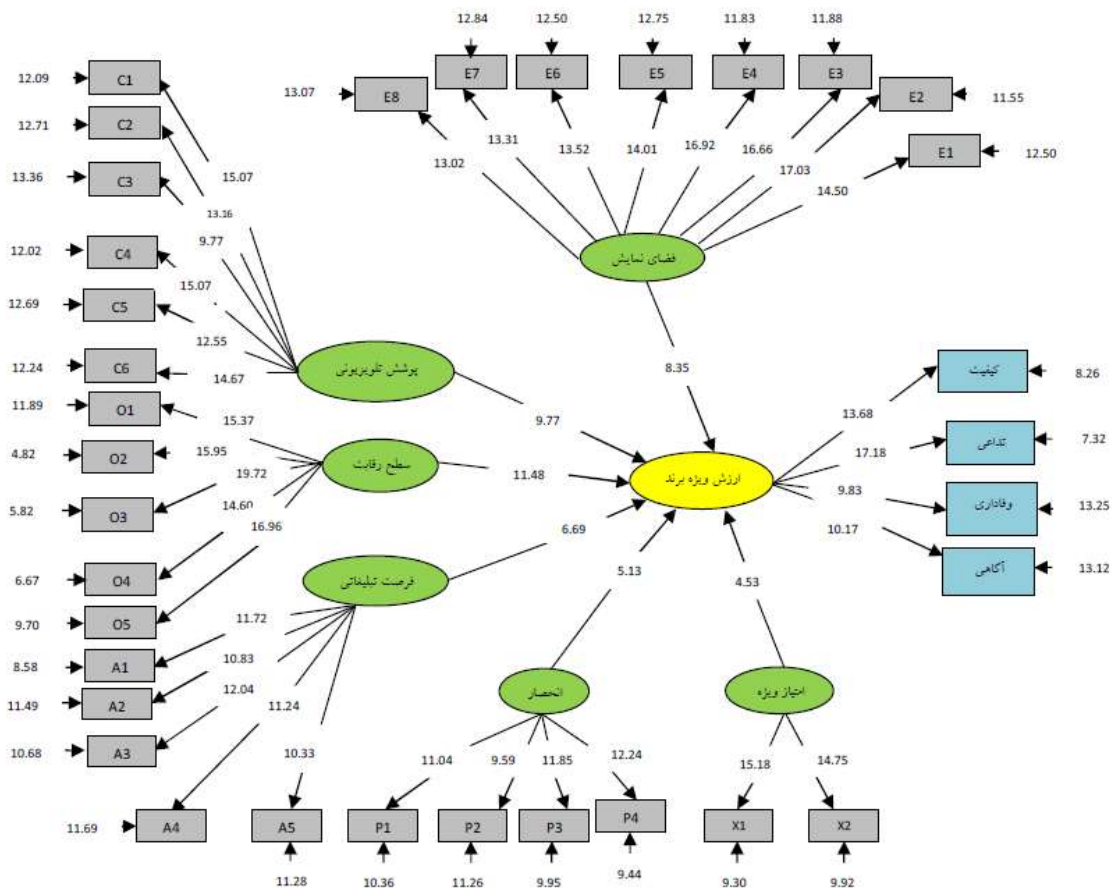 12.84 12.50 12.75 11.83 11.88
E7 E6 E5 E4 E3
13.07 E8 E2 11.55
E1 12.50
13.02 13.31 13.52 14.01 16.92 16.66 17.03 14.50
فضای نمایش
8.35
12.09 C1
12.71 C2
13.36 C3
12.02 C4
12.69 C5
12.24 C6
15.07
13.16
9.77
15.07
12.55
14.67
پوشش تلویزیونی
9.77
11.89 O1
4.82 O2
5.82 O3
6.67 O4
9.70 O5
15.37
15.95
19.72
14.60
16.96
سطح رقابت
11.48
ارزش ویژه برند
13.68
17.18
9.83
10.17
کیفیت 8.26
تداعی 7.32
وفاداری 13.25
آگاهی 13.12
8.58 A1
11.49 A2
10.68 A3
11.69 A4
A5
11.28
11.72
10.83
12.04
11.24
10.33
فرصت تبلیغاتی
6.69
5.13
4.53
انحصار
11.04 9.59 11.85 12.24
P1 P2 P3 P4
10.36 11.26 9.95 9.44
امتیاز ویژه
15.18 14.75
X1 X2
9.30 9.92